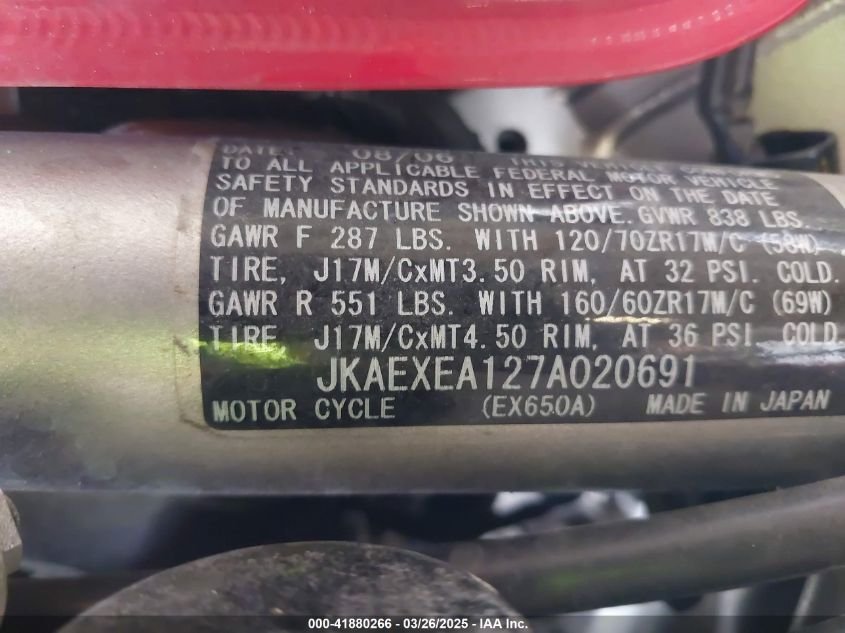 DATE: 08/06 THIS VEHICLE CONFORMS
TO ALL APPLICABLE FEDERAL MOTOR VEHICLE
SAFETY STANDARDS IN EFFECT ON THE DATE
OF MANUFACTURE SHOWN ABOVE. GVWR 838 LBS.
GAWR F 287 LBS. WITH 120/70ZR17M/C (58W)
TIRE, J17M/CxMT3.50 RIM, AT 32 PSI. COLD.
GAWR R 551 LBS. WITH 160/60ZR17M/C (69W)
TIRE, J17M/CxMT4.50 RIM, AT 36 PSI. COLD.
JKAEXEA127A020691
MOTOR CYCLE (EX650A) MADE IN JAPAN
000-41880266 | 03/26/2025 | IAA Inc.